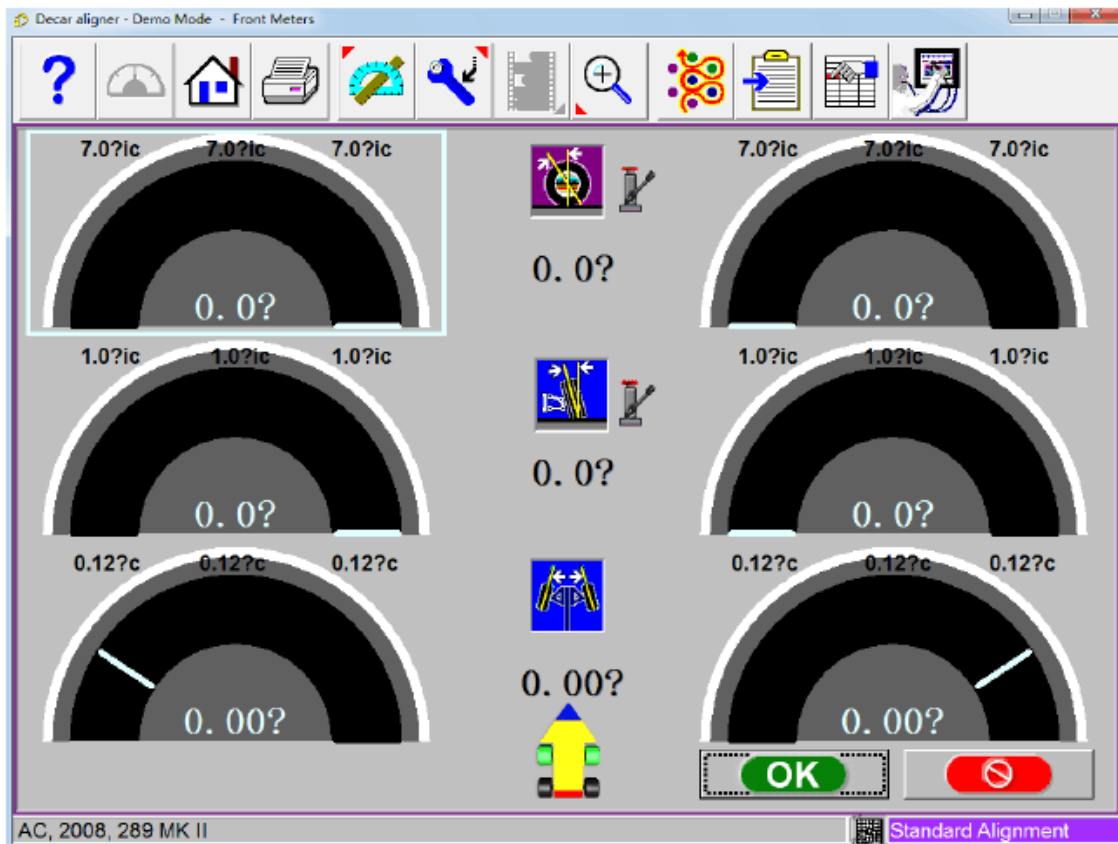 Decar aligner - Demo Mode - Front Meters
?
7.0?ic 7.0?ic 7.0?ic
7.0?ic 7.0?ic 7.0?ic
0.0?
0.0?
0.0?
1.0?ic 1.0?ic 1.0?ic
1.0?ic 1.0?ic 1.0?ic
0.0?
0.0?
0.0?
0.12?c 0.12?c 0.12?c
0.12?c 0.12?c 0.12?c
0.00?
0.00?
0.00?
OK
AC, 2008, 289 MK II
Standard Alignment